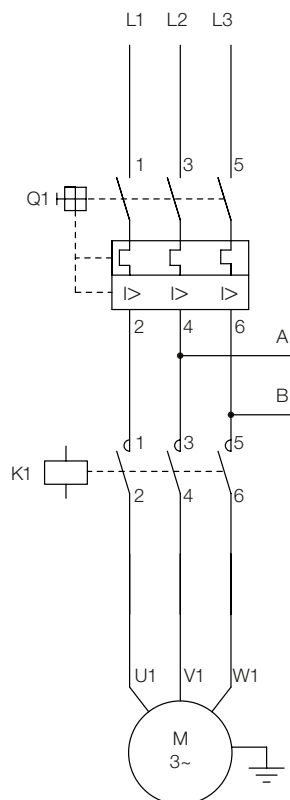 L1 L2 L3
1 3 5
Q1
I> I> I>
2 4 6
A
B
1 3 5
K1
2 4 6
U1 V1 W1
M
3~